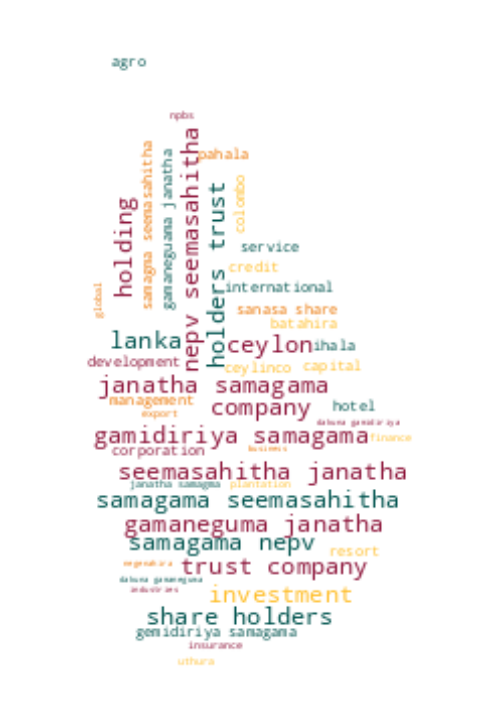 agro
npbs
pahala
samagma seemasahitha
gamaneguama janatha
nepv seemasahitha
holders trust
colombo
holding
global
service
credit
international
sanasa share
batahira
lanka
ceylon
ihala
development
ceylinco
capital
janatha samagama
management
company
hotel
export
dakuna gamidiriya
gamidiriya samagama
finance
corporation
business
seemasahitha janatha
janatha samagma
plantation
samagama seemasahitha
gamaneguma janatha
samagama nepv
resort
negenahira
trust company
dakuna gamaneguma
industries
investment
share holders
gemidiriya samagama
insurance
uthura